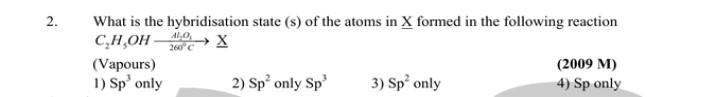 2. What is the hybridisation state (s) of the atoms in X formed in the following reaction
C₂H₅OH —Al₂O₃ / 260°C→ X
(Vapours) (2009 M)
1) Sp³ only 2) Sp² only Sp³ 3) Sp² only 4) Sp only